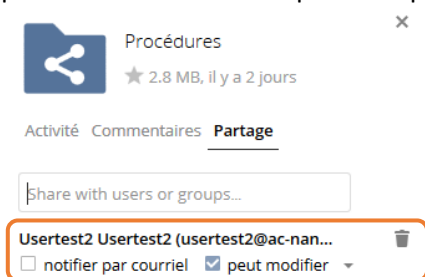 Procédures
2.8 MB, il y a 2 jours
Activité Commentaires Partage
Share with users or groups...
Usertest2 Usertest2 (usertest2@ac-nan...
notifier par courriel peut modifier